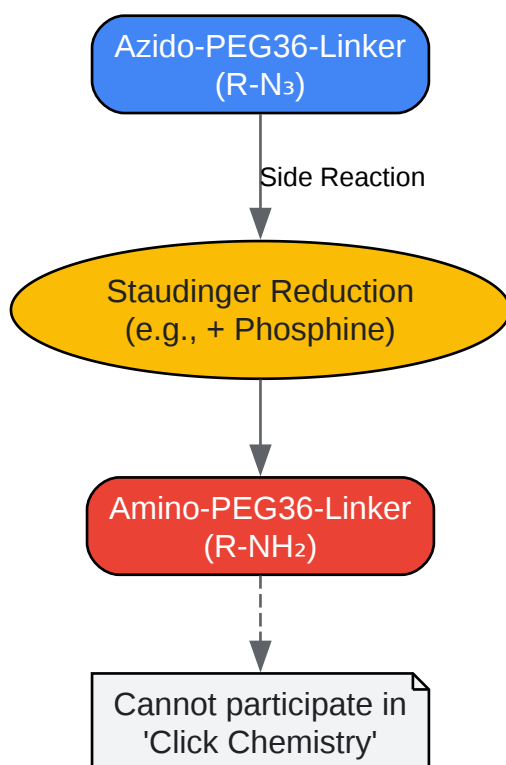 Azido-PEG36-Linker
(R-N₃)
Side Reaction
Staudinger Reduction
(e.g., + Phosphine)
Amino-PEG36-Linker
(R-NH₂)
Cannot participate in
'Click Chemistry'